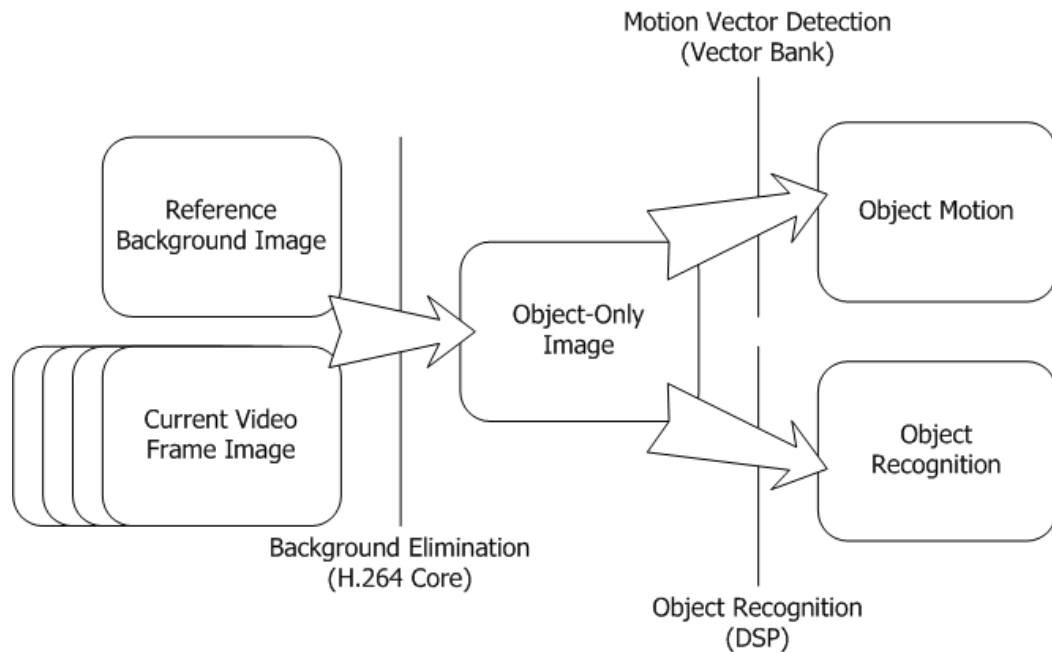 Motion Vector Detection
(Vector Bank)
Reference
Background Image
Object Motion
Object-Only
Image
Current Video
Frame Image
Object
Recognition
Background Elimination
(H.264 Core)
Object Recognition
(DSP)